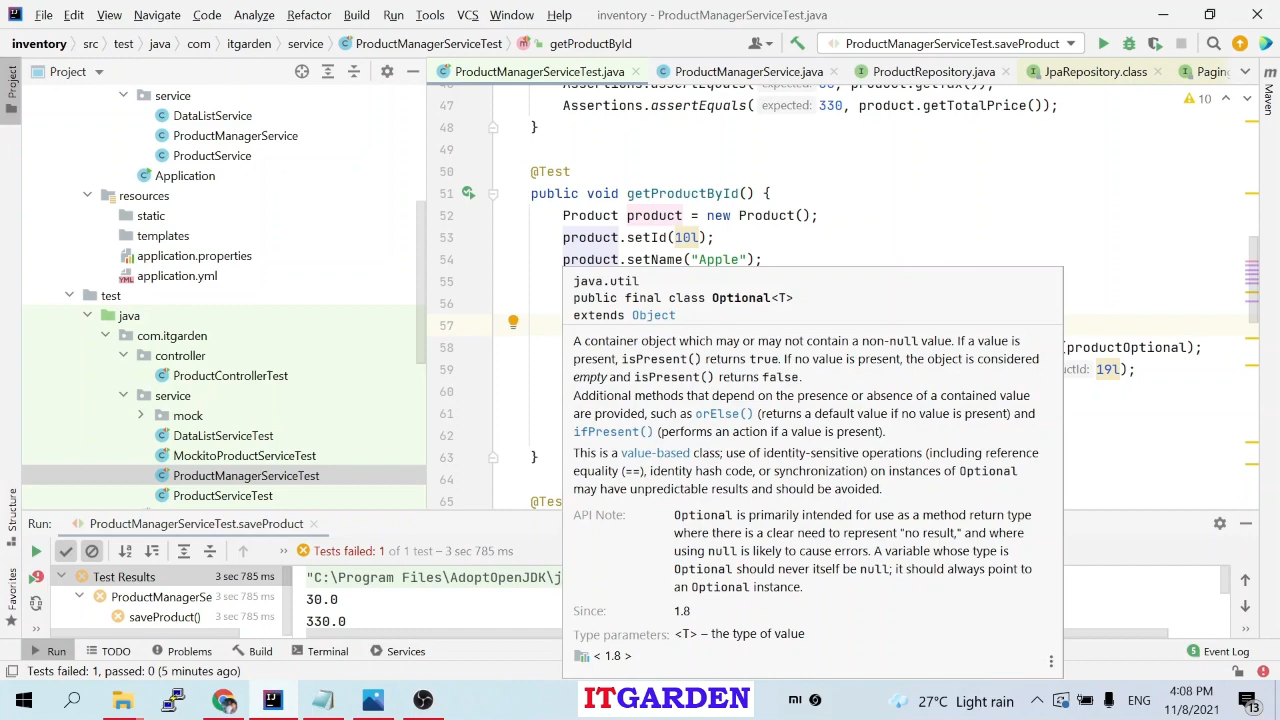 File Edit View Navigate Code Analyze Refactor Build Run Tools VCS Window Help inventory - ProductManagerServiceTest.java
inventory src test java com itgarden service ProductManagerServiceTest getProductById ProductManagerServiceTest.saveProduct
Project
ProductManagerServiceTest.java ProductManagerService.java ProductRepository.java JpaRepository.class Paging
Maven
Project
service
DataListService
ProductManagerService
ProductService
Application
resources
static
templates
application.properties
application.yml
test
java
com.itgarden
controller
ProductControllerTest
service
mock
DataListServiceTest
MockitoProductServiceTest
ProductManagerServiceTest
ProductServiceTest
10
47 Assertions.assertEquals( expected: 330, product.getTotalPrice());
48 }
49
50 @Test
51 public void getProductById() {
52 Product product = new Product();
53 product.setId(10l);
54 product.setName("Apple");
55
56
57
58 (productOptional);
59 19l);
60
61
62
63 }
64
65 @Tes
java.util
public final class Optional<T>
extends Object
A container object which may or may not contain a non-null value. If a value is
present, isPresent() returns true. If no value is present, the object is considered
empty and isPresent() returns false.
Additional methods that depend on the presence or absence of a contained value
are provided, such as orElse() (returns a default value if no value is present) and
ifPresent() (performs an action if a value is present).
This is a value-based class; use of identity-sensitive operations (including reference
equality (==), identity hash code, or synchronization) on instances of Optional
may have unpredictable results and should be avoided.
API Note: Optional is primarily intended for use as a method return type
where there is a clear need to represent "no result," and where
using null is likely to cause errors. A variable whose type is
Optional should never itself be null; it should always point to
an Optional instance.
Since: 1.8
Type parameters: <T> – the type of value
< 1.8 >
Structure
Favorites
Run: ProductManagerServiceTest.saveProduct
Tests failed: 1 of 1 test – 3 sec 785 ms
Test Results 3 sec 785 ms
ProductManagerSe 3 sec 785 ms
saveProduct() 3 sec 785 ms
"C:\Program Files\AdoptOpenJDK\j
30.0
330.0
Run TODO Problems Build Terminal Services 5 Event Log
Tests failed: 1, passed: 0 (5 minutes ago)
ITGARDEN
27°C Light rain ENG 4:08 PM
11/8/2021
13